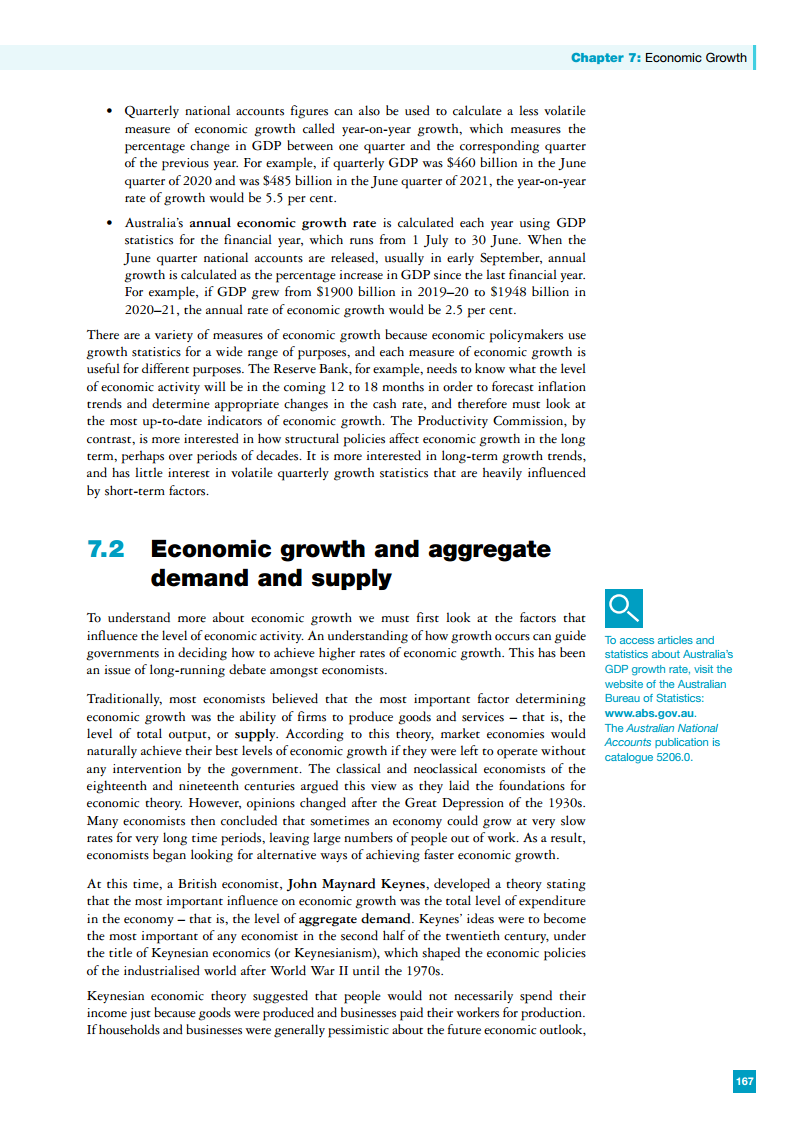 Chapter 7: Economic Growth
• Quarterly national accounts figures can also be used to calculate a less volatile
measure of economic growth called year-on-year growth, which measures the
percentage change in GDP between one quarter and the corresponding quarter
of the previous year. For example, if quarterly GDP was $460 billion in the June
quarter of 2020 and was $485 billion in the June quarter of 2021, the year-on-year
rate of growth would be 5.5 per cent.
• Australia's annual economic growth rate is calculated each year using GDP
statistics for the financial year, which runs from 1 July to 30 June. When the
June quarter national accounts are released, usually in early September, annual
growth is calculated as the percentage increase in GDP since the last financial year.
For example, if GDP grew from $1900 billion in 2019–20 to $1948 billion in
2020–21, the annual rate of economic growth would be 2.5 per cent.
There are a variety of measures of economic growth because economic policymakers use
growth statistics for a wide range of purposes, and each measure of economic growth is
useful for different purposes. The Reserve Bank, for example, needs to know what the level
of economic activity will be in the coming 12 to 18 months in order to forecast inflation
trends and determine appropriate changes in the cash rate, and therefore must look at
the most up-to-date indicators of economic growth. The Productivity Commission, by
contrast, is more interested in how structural policies affect economic growth in the long
term, perhaps over periods of decades. It is more interested in long-term growth trends,
and has little interest in volatile quarterly growth statistics that are heavily influenced
by short-term factors.
7.2 Economic growth and aggregate
demand and supply
To understand more about economic growth we must first look at the factors that
influence the level of economic activity. An understanding of how growth occurs can guide
governments in deciding how to achieve higher rates of economic growth. This has been
an issue of long-running debate amongst economists.
Traditionally, most economists believed that the most important factor determining
economic growth was the ability of firms to produce goods and services – that is, the
level of total output, or supply. According to this theory, market economies would
naturally achieve their best levels of economic growth if they were left to operate without
any intervention by the government. The classical and neoclassical economists of the
eighteenth and nineteenth centuries argued this view as they laid the foundations for
economic theory. However, opinions changed after the Great Depression of the 1930s.
Many economists then concluded that sometimes an economy could grow at very slow
rates for very long time periods, leaving large numbers of people out of work. As a result,
economists began looking for alternative ways of achieving faster economic growth.
At this time, a British economist, John Maynard Keynes, developed a theory stating
that the most important influence on economic growth was the total level of expenditure
in the economy – that is, the level of aggregate demand. Keynes' ideas were to become
the most important of any economist in the second half of the twentieth century, under
the title of Keynesian economics (or Keynesianism), which shaped the economic policies
of the industrialised world after World War II until the 1970s.
Keynesian economic theory suggested that people would not necessarily spend their
income just because goods were produced and businesses paid their workers for production.
If households and businesses were generally pessimistic about the future economic outlook,
To access articles and
statistics about Australia's
GDP growth rate, visit the
website of the Australian
Bureau of Statistics:
www.abs.gov.au.
The Australian National
Accounts publication is
catalogue 5206.0.
167